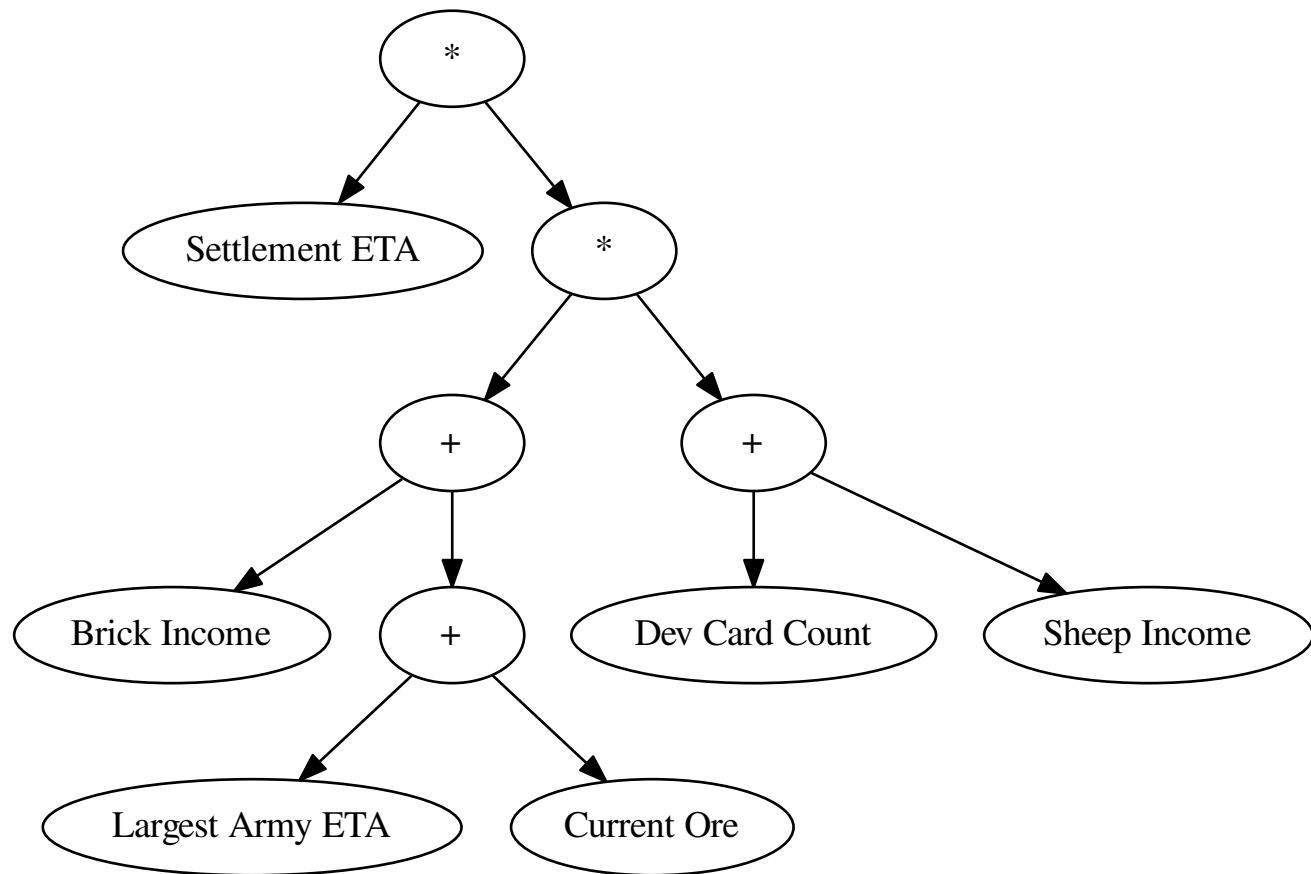 *
Settlement ETA
*
+
+
Brick Income
+
Dev Card Count
Sheep Income
Largest Army ETA
Current Ore